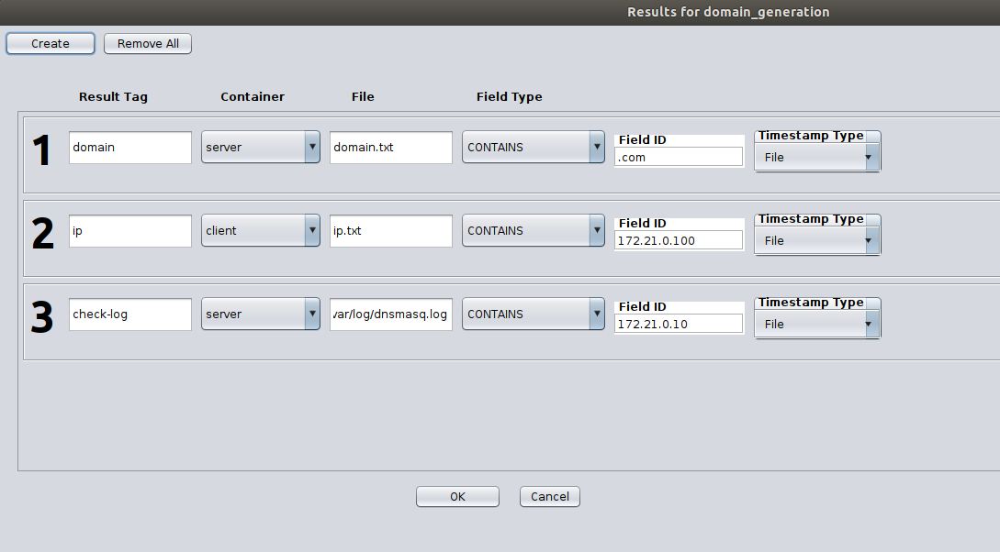 Results for domain_generation
Create Remove All
Result Tag Container File Field Type
1 domain server domain.txt CONTAINS Field ID .com Timestamp Type File
2 ip client ip.txt CONTAINS Field ID 172.21.0.100 Timestamp Type File
3 check-log server var/log/dnsmasq.log CONTAINS Field ID 172.21.0.10 Timestamp Type File
OK Cancel